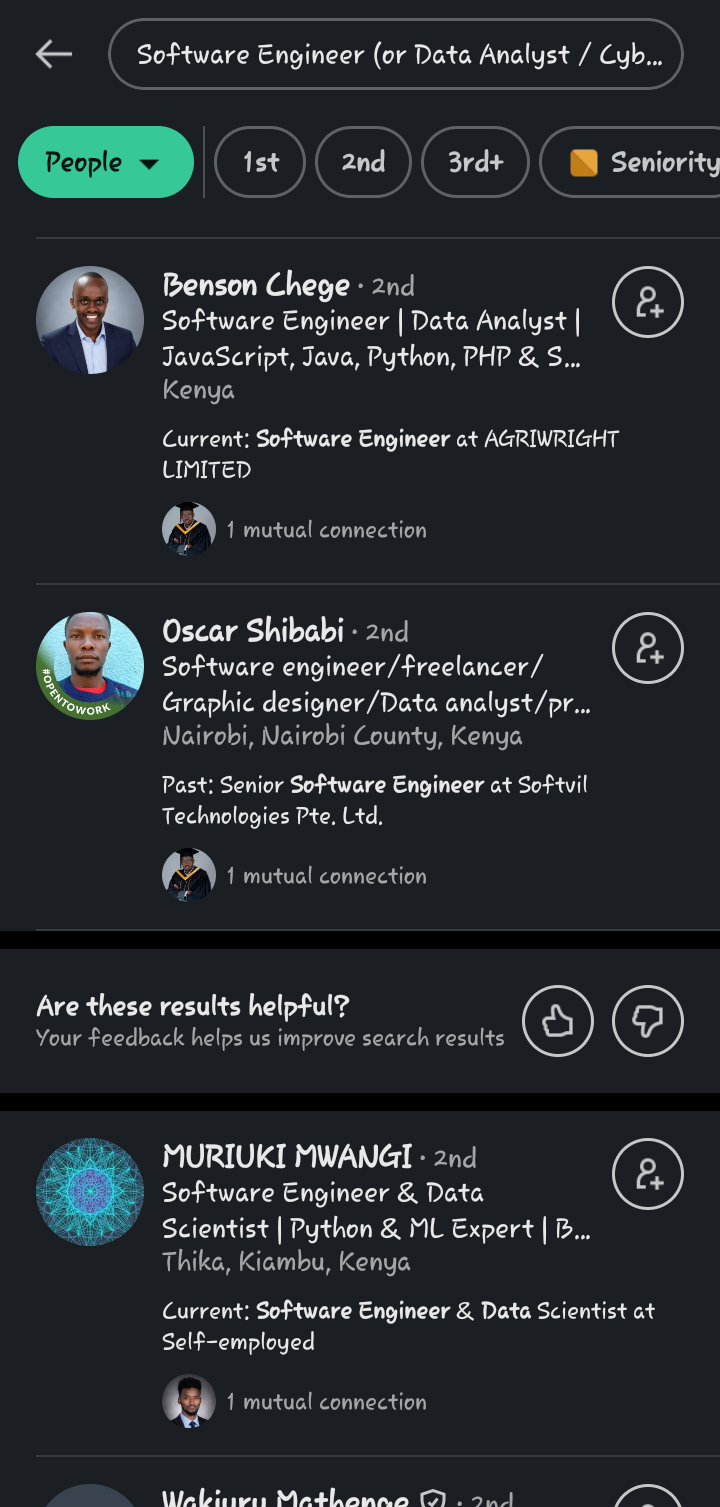 Software Engineer (or Data Analyst / Cyb...
People
1st
2nd
3rd+
Seniority
Benson Chege · 2nd
Software Engineer | Data Analyst |
JavaScript, Java, Python, PHP & S...
Kenya
Current: Software Engineer at AGRIWRIGHT
LIMITED
1 mutual connection
Oscar Shibabi · 2nd
Software engineer/freelancer/
Graphic designer/Data analyst/pr...
Nairobi, Nairobi County, Kenya
#OPENTOWORK
Past: Senior Software Engineer at Softvil
Technologies Pte. Ltd.
1 mutual connection
Are these results helpful?
Your feedback helps us improve search results
MURIUKI MWANGI · 2nd
Software Engineer & Data
Scientist | Python & ML Expert | B...
Thika, Kiambu, Kenya
Current: Software Engineer & Data Scientist at
Self-employed
1 mutual connection
Wakiuru Mathenge · 2nd